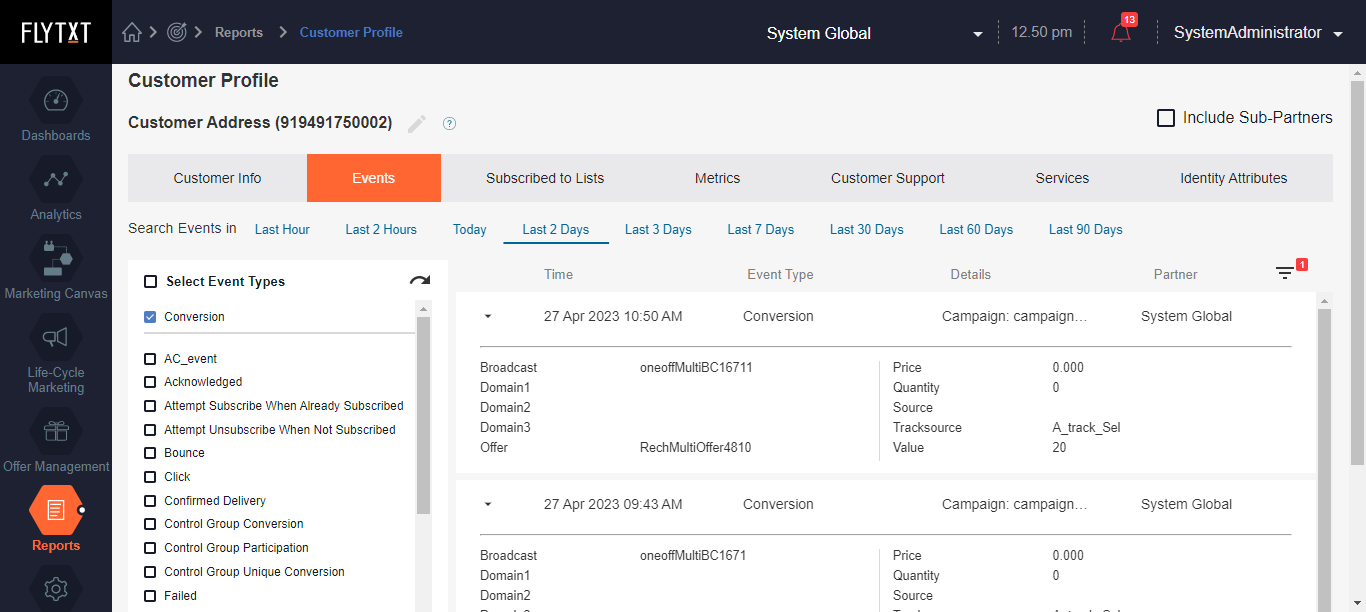 FLYTXT
Reports
Customer Profile
System Global
12.50 pm
13
SystemAdministrator
Dashboards
Analytics
Marketing Canvas
Life-Cycle
Marketing
Offer Management
Reports
Customer Profile
Customer Address (919491750002)
?
Include Sub-Partners
Customer Info Events Subscribed to Lists Metrics Customer Support Services Identity Attributes
Search Events in Last Hour Last 2 Hours Today Last 2 Days Last 3 Days Last 7 Days Last 30 Days Last 60 Days Last 90 Days
Select Event Types
Conversion
AC_event
Acknowledged
Attempt Subscribe When Already Subscribed
Attempt Unsubscribe When Not Subscribed
Bounce
Click
Confirmed Delivery
Control Group Conversion
Control Group Participation
Control Group Unique Conversion
Failed
Time Event Type Details Partner 1
27 Apr 2023 10:50 AM Conversion Campaign: campaign... System Global
Broadcast oneoffMultiBC16711 Price 0.000
Domain1 Quantity 0
Domain2 Source
Domain3 Tracksource A_track_Sel
Offer RechMultiOffer4810 Value 20
27 Apr 2023 09:43 AM Conversion Campaign: campaign... System Global
Broadcast oneoffMultiBC1671 Price 0.000
Domain1 Quantity 0
Domain2 Source